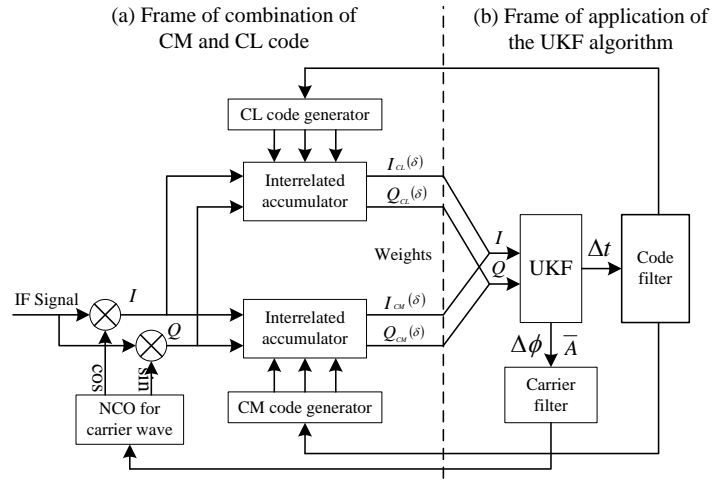 (a) Frame of combination of
CM and CL code
(b) Frame of application of
the UKF algorithm
CL code generator
Interrelated
accumulator
I_CL(δ)
Q_CL(δ)
Weights
I
Q
UKF
Δt
Code
filter
IF Signal
I
Q
Interrelated
accumulator
I_CM(δ)
Q_CM(δ)
Δϕ A̅
cos
sin
NCO for
carrier wave
CM code generator
Carrier
filter